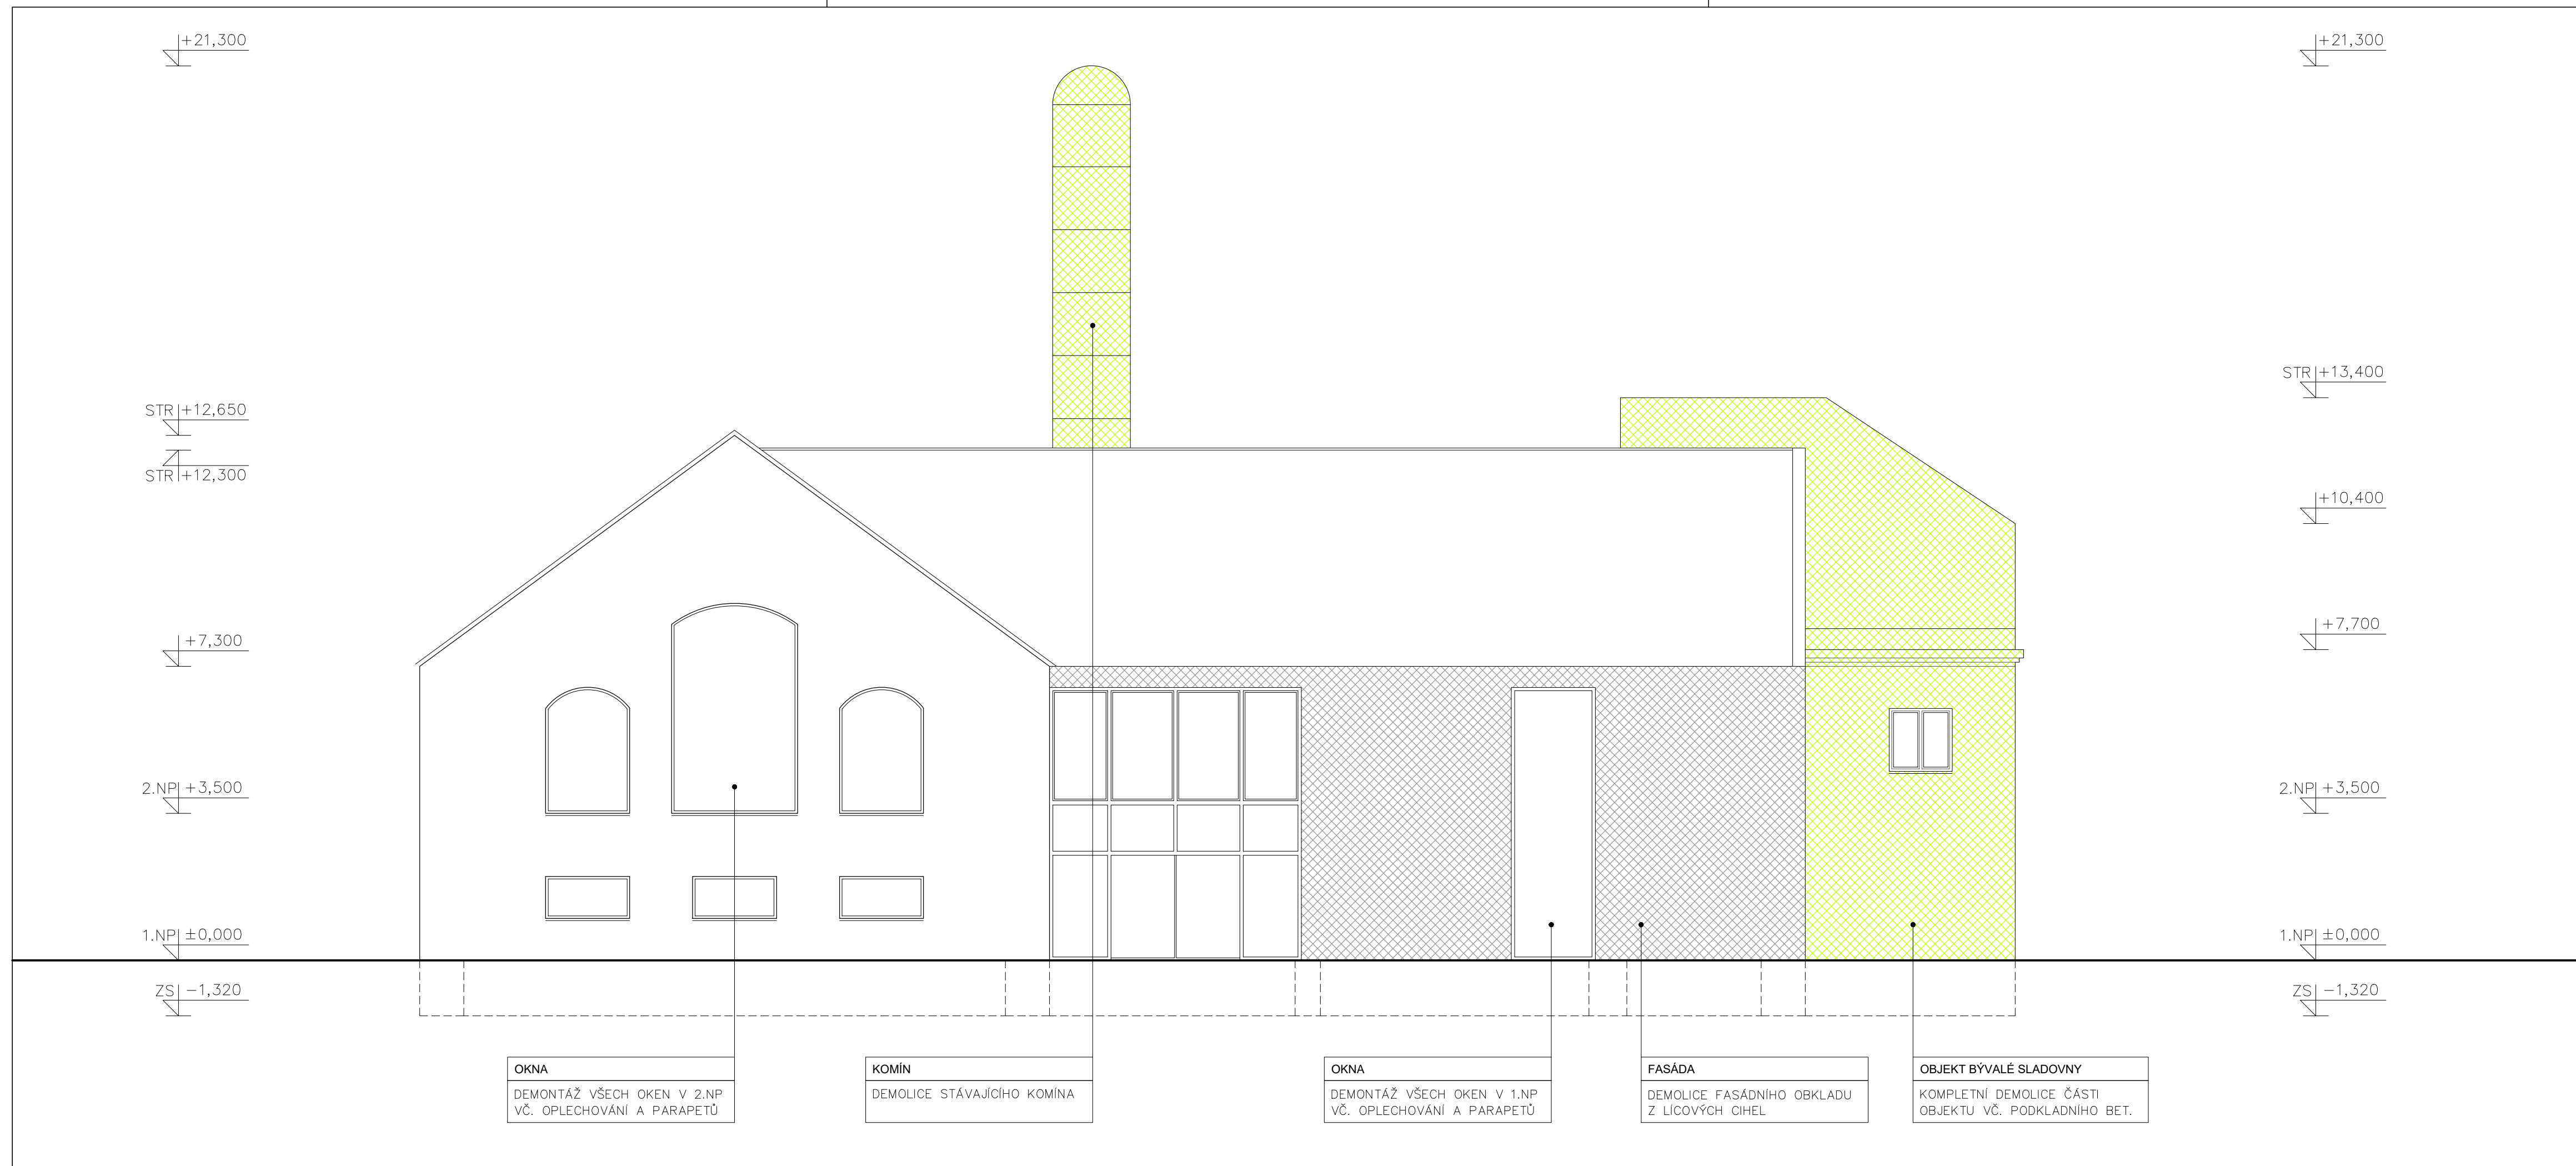 +21,300
+21,300
STR +13,400
STR +12,650
STR +12,300
+10,400
+7,300
+7,700
2.NP +3,500
2.NP +3,500
1.NP ±0,000
1.NP ±0,000
ZS -1,320
ZS -1,320
OKNA
DEMONTÁŽ VŠECH OKEN V 2.NP
VČ. OPLECHOVÁNÍ A PARAPETŮ
KOMÍN
DEMOLICE STÁVAJÍCÍHO KOMÍNA
OKNA
DEMONTÁŽ VŠECH OKEN V 1.NP
VČ. OPLECHOVÁNÍ A PARAPETŮ
FASÁDA
DEMOLICE FASÁDNÍHO OBKLADU
Z LÍCOVÝCH CIHEL
OBJEKT BÝVALÉ SLADOVNY
KOMPLETNÍ DEMOLICE ČÁSTI
OBJEKTU VČ. PODKLADNÍHO BET.